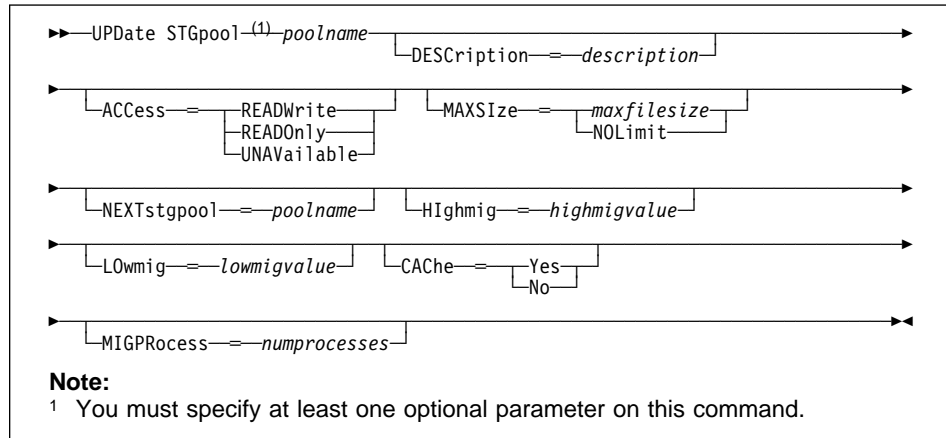 UPDate STGpool (1) poolname
DESCription = description
ACCess = READWrite MAXSIze = maxfilesize
READOnly NOLimit
UNAVailable
NEXTstgpool = poolname HIghmig = highmigvalue
LOwmig = lowmigvalue CAChe = Yes
No
MIGPRocess = numprocesses
Note:
1 You must specify at least one optional parameter on this command.